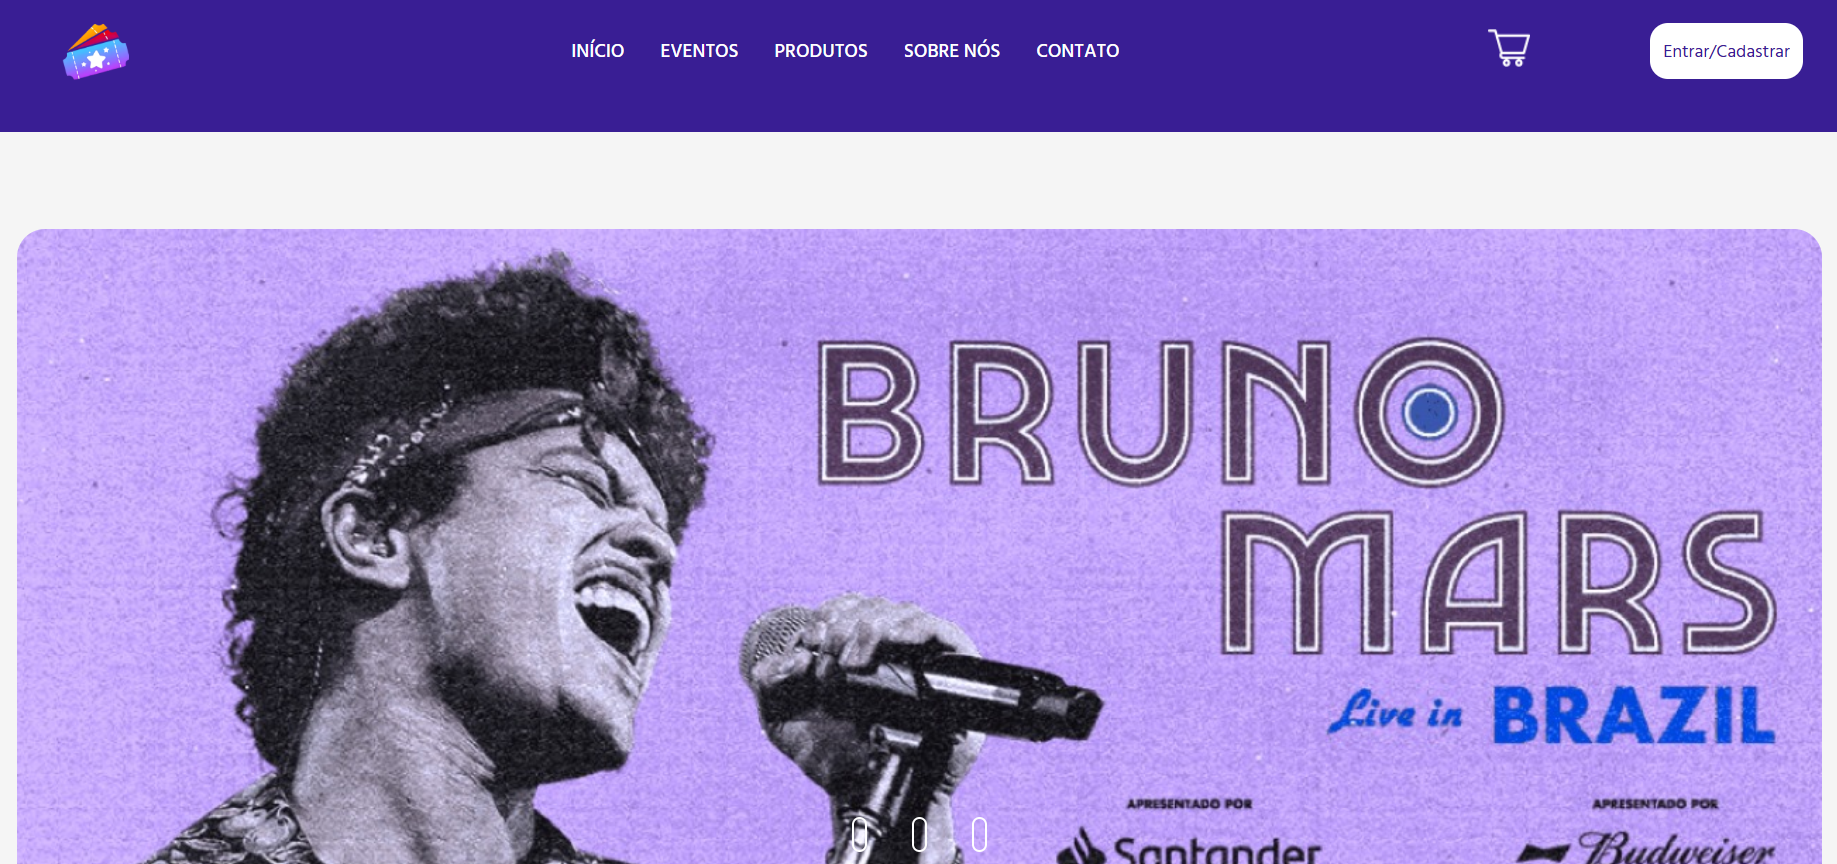 INÍCIO EVENTOS PRODUTOS SOBRE NÓS CONTATO Entrar/Cadastrar
BRUNO
MARS
Live in BRAZIL
APRESENTADO POR APRESENTADO POR
Santander Budweiser